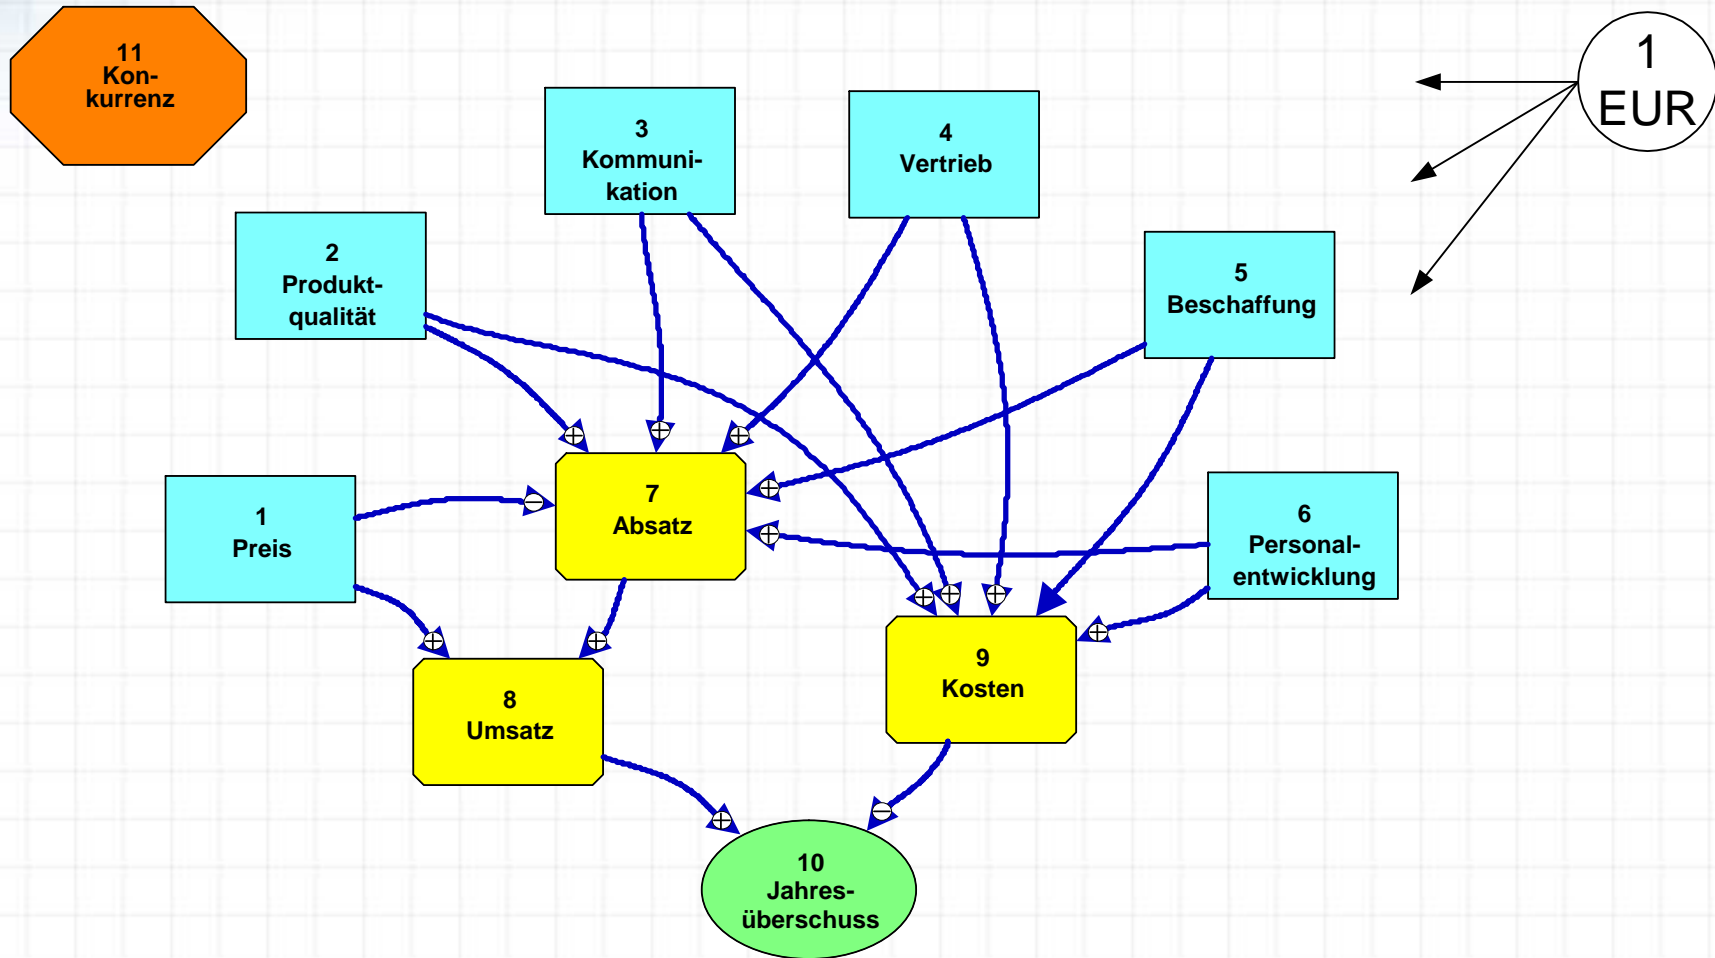 11
Kon-
kurrenz
1
EUR
3
Kommuni-
kation
4
Vertrieb
2
Produkt-
qualität
5
Beschaffung
1
Preis
7
Absatz
6
Personal-
entwicklung
8
Umsatz
9
Kosten
10
Jahres-
überschuss